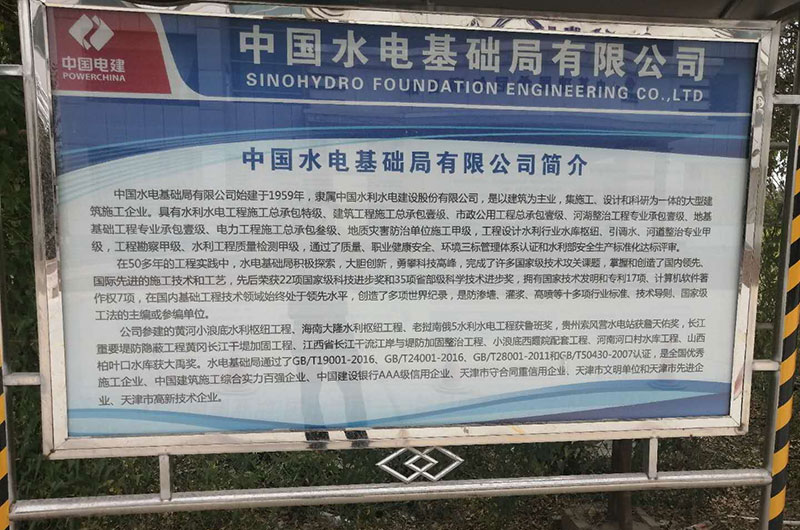 中国电建
POWERCHINA
中国水电基础局有限公司
SINOHYDRO FOUNDATION ENGINEERING CO.,LTD
中国水电基础局有限公司简介
中国水电基础局有限公司始建于1959年，隶属中国水利水电建设股份有限公司，是以建筑为主业，集施工、设计和科研为一体的大型
建筑施工企业。具有水利水电工程施工总承包特级、建筑工程施工总承包壹级、市政公用工程总承包壹级、河湖整治工程专业承包壹级、地基
基础工程专业承包壹级、电力工程施工总承包叁级、地质灾害防治单位施工甲级，工程设计水利行业水库枢纽、引调水、河道整治专业甲
级，工程勘察甲级、水利工程质量检测甲级，通过了质量、职业健康安全、环境三标管理体系认证和水利部安全生产标准化达标评审。
在50多年的工程实践中，水电基础局积极探索，大胆创新，勇攀科技高峰，完成了许多国家级技术攻关课题，掌握和创造了国内领先、
国际先进的施工技术和工艺，先后荣获22项国家级科技进步奖和35项省部级科学技术进步奖，拥有国家技术发明和专利17项、计算机软件著
作权7项，在国内基础工程技术领域始终处于领先水平，创造了多项世界纪录，是防渗墙、灌浆、高喷等十多项行业标准、技术导则、国家级
工法的主编或参编单位。
公司参建的黄河小浪底水利枢纽工程、海南大隆水利枢纽工程、老挝南俄5水利水电工程获鲁班奖，贵州索风营水电站获詹天佑奖，长江
重要堤防隐蔽工程黄冈长江干堤加固工程、江西省长江干流江岸与堤防加固整治工程、小浪底西霞院配套工程、河南河口村水库工程、山西
柏叶口水库获大禹奖。水电基础局通过了GB/T19001-2016、GB/T24001-2016、GB/T28001-2011和GB/T50430-2007认证，是全国优秀
施工企业、中国建筑施工综合实力百强企业、中国建设银行AAA级信用企业、天津市守合同重信用企业、天津市文明单位和天津市先进企
业、天津市高新技术企业。